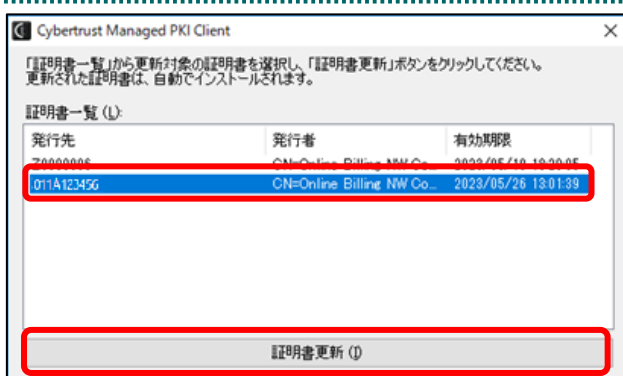 Cybertrust Managed PKI Client
「証明書一覧」から更新対象の証明書を選択し、「証明書更新」ボタンをクリックしてください。
更新された証明書は、自動でインストールされます。
証明書一覧 (L):
発行先 発行者 有効期限
CN=Online Billing NW Co...
011A123456 CN=Online Billing NW Co... 2023/05/26 13:01:39
証明書更新 (I)